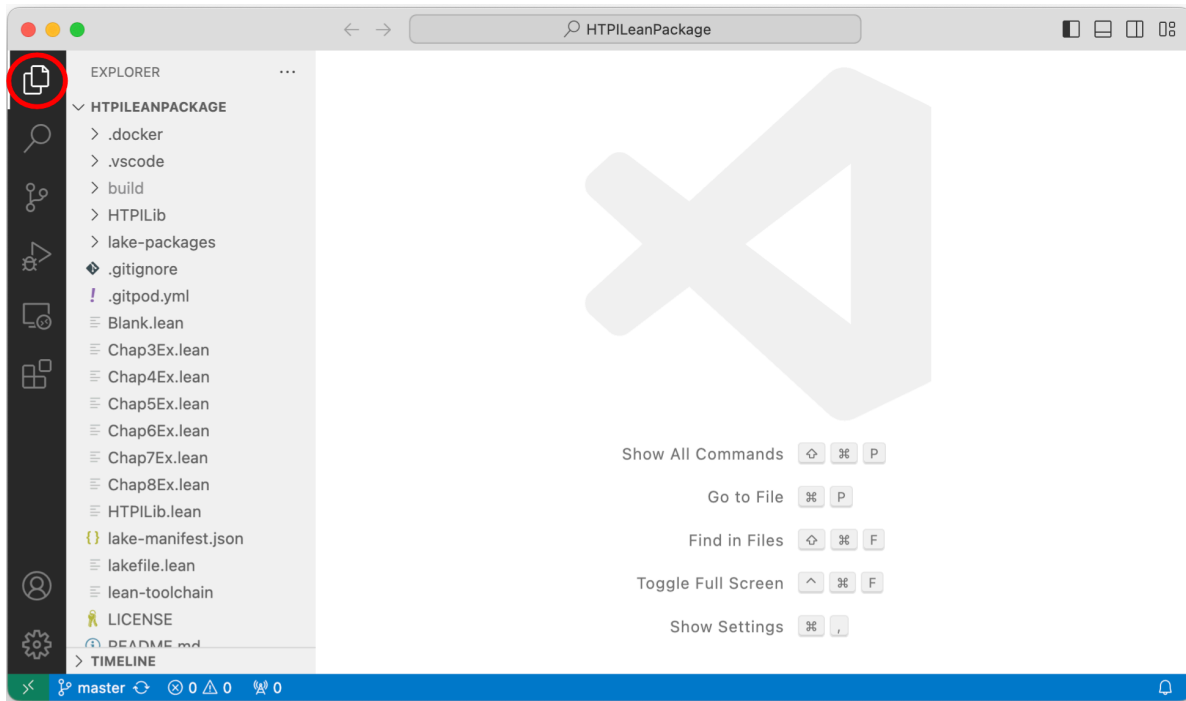 HTPILeanPackage
EXPLORER
HTPILEANPACKAGE
.docker
.vscode
build
HTPILib
lake-packages
.gitignore
.gitpod.yml
Blank.lean
Chap3Ex.lean
Chap4Ex.lean
Chap5Ex.lean
Chap6Ex.lean
Chap7Ex.lean
Chap8Ex.lean
HTPILib.lean
lake-manifest.json
lakefile.lean
lean-toolchain
LICENSE
README.md
TIMELINE
Show All Commands ⇧ ⌘ P
Go to File ⌘ P
Find in Files ⇧ ⌘ F
Toggle Full Screen ^ ⌘ F
Show Settings ⌘ ,
master 0 0 0